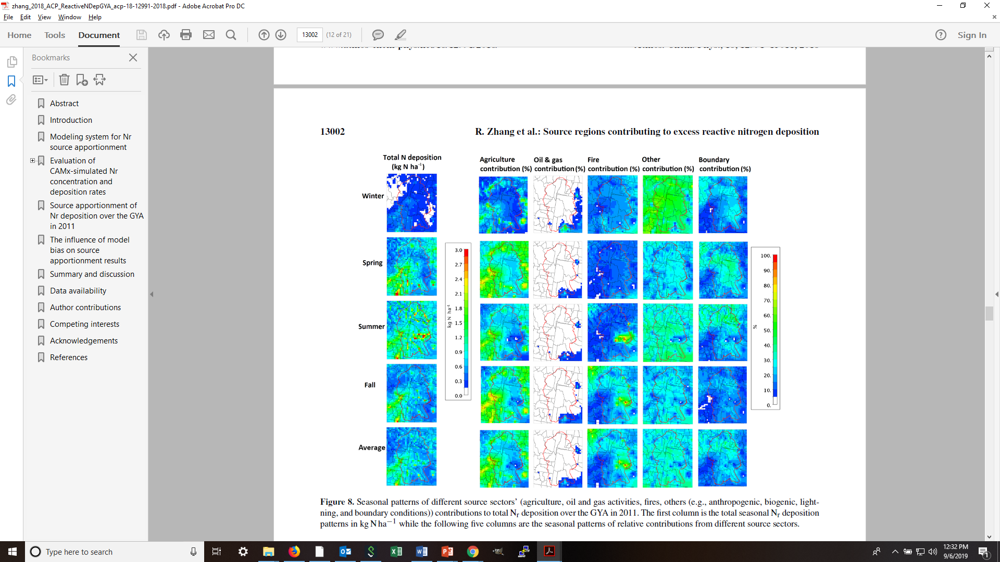 zhang_2018_ACP_ReactiveNDepGYA_acp-18-12991-2018.pdf - Adobe Acrobat Pro DC
File Edit View Window Help
Home Tools Document
13002 (12 of 21)
Sign In
Bookmarks
Abstract
Introduction
Modeling system for Nr
source apportionment
Evaluation of
CAMx-simulated Nr
concentration and
deposition rates
Source apportionment of
Nr deposition over the GYA
in 2011
The influence of model
bias on source
apportionment results
Summary and discussion
Data availability
Author contributions
Competing interests
Acknowledgements
References
13002 R. Zhang et al.: Source regions contributing to excess reactive nitrogen deposition
Total N deposition
(kg N ha⁻¹)
Agriculture
contribution (%)
Oil & gas
contribution (%)
Fire
contribution (%)
Other
contribution (%)
Boundary
contribution (%)
Winter
Spring
Summer
Fall
Average
3.0
2.7
2.4
2.1
1.8
1.5
1.2
0.9
0.6
0.3
0.0
kg N ha⁻¹
100.
90.
80.
70.
60.
50.
40.
30.
20.
10.
0.
%
Figure 8. Seasonal patterns of different source sectors' (agriculture, oil and gas activities, fires, others (e.g., anthropogenic, biogenic, light-
ning, and boundary conditions)) contributions to total Nr deposition over the GYA in 2011. The first column is the total seasonal Nr deposition
patterns in kg N ha⁻¹ while the following five columns are the seasonal patterns of relative contributions from different source sectors.
Type here to search
12:32 PM
9/6/2019
1